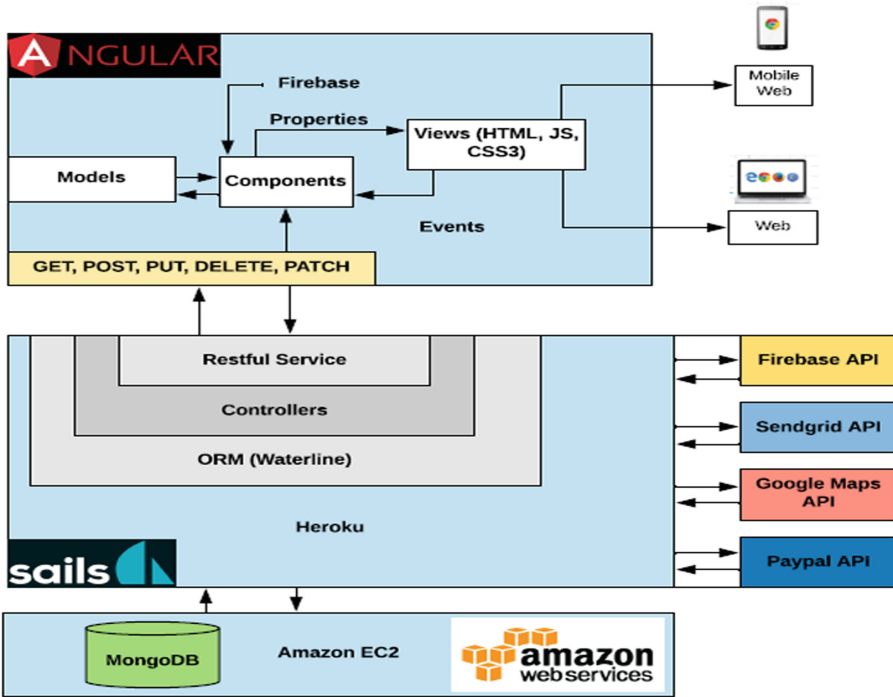 ANGULAR
Firebase
Properties
Mobile
Web
Views (HTML, JS,
CSS3)
Models
Components
Events
Web
GET, POST, PUT, DELETE, PATCH
Restful Service
Firebase API
Controllers
Sendgrid API
ORM (Waterline)
Google Maps
API
Heroku
Paypal API
sails
MongoDB
Amazon EC2
amazon
webservices